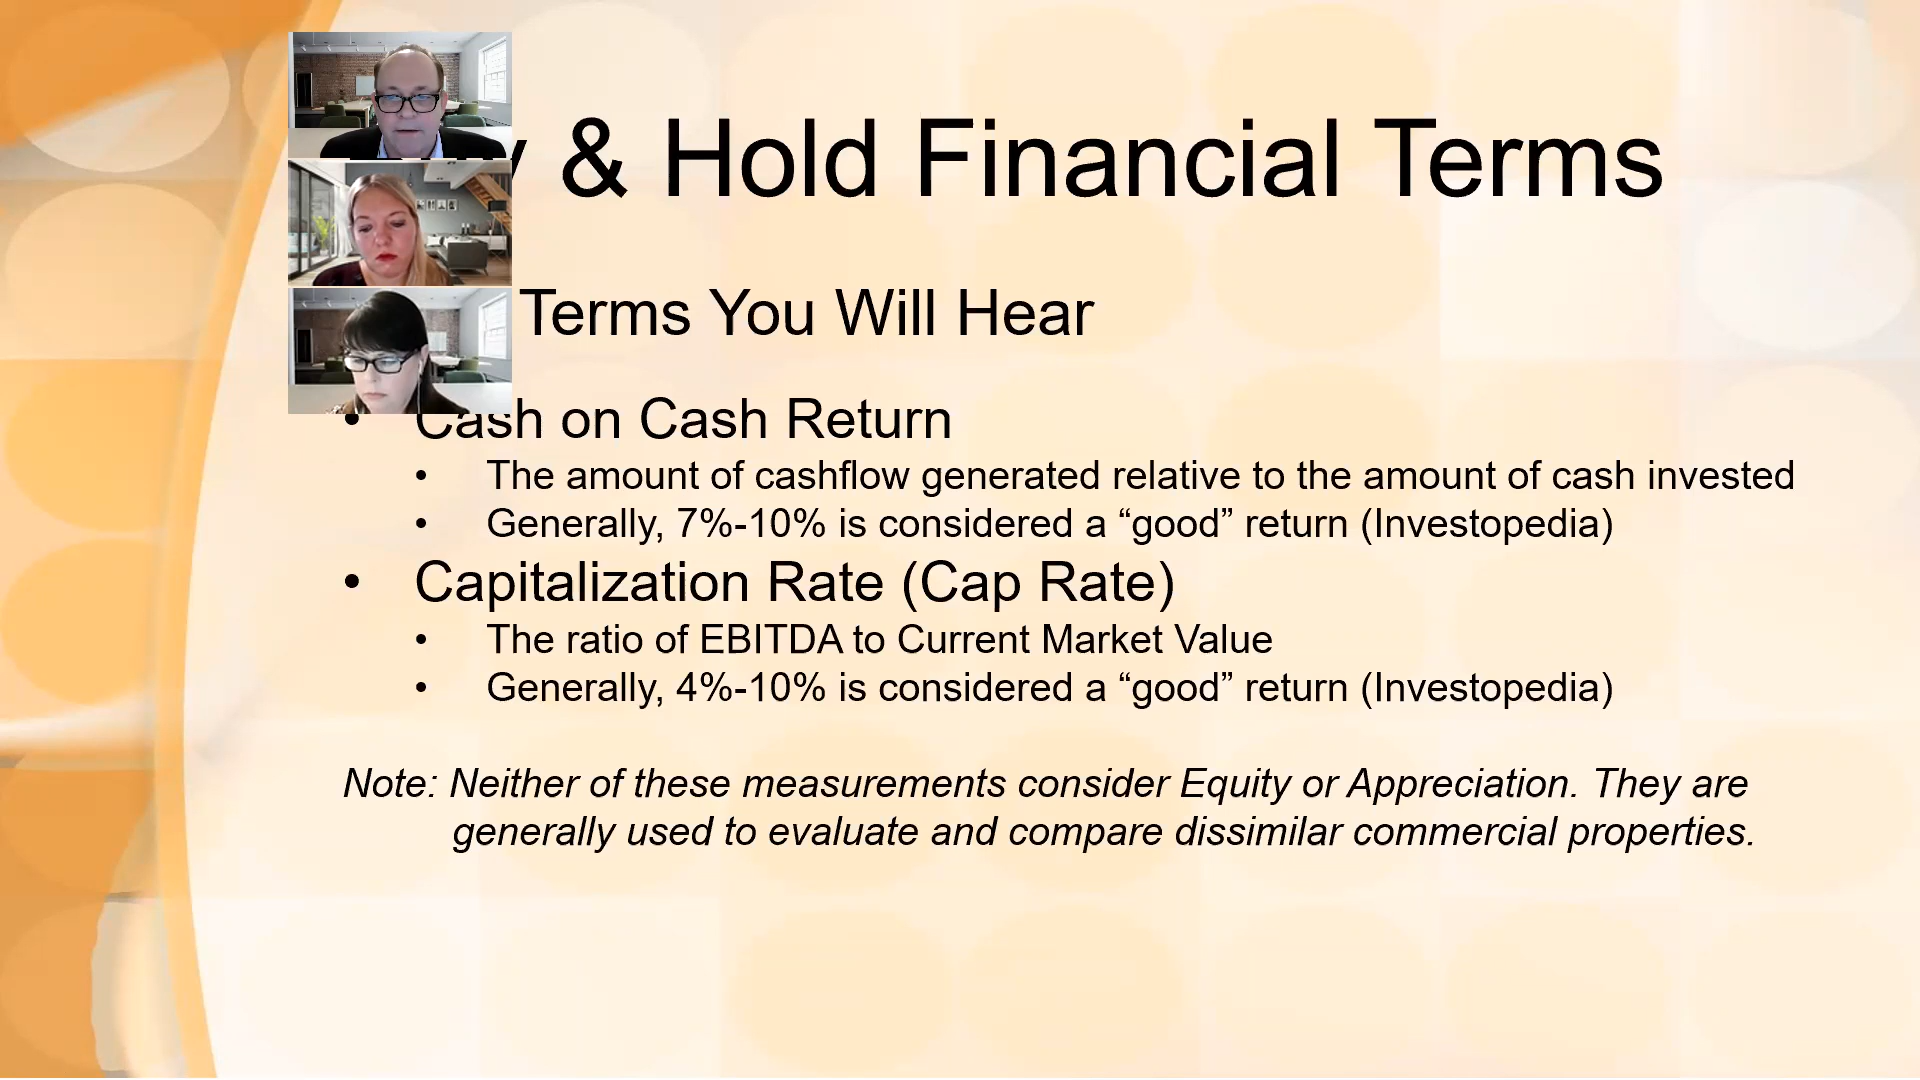 & Hold Financial Terms
Terms You Will Hear
• Cash on Cash Return
• The amount of cashflow generated relative to the amount of cash invested
• Generally, 7%-10% is considered a “good” return (Investopedia)
• Capitalization Rate (Cap Rate)
• The ratio of EBITDA to Current Market Value
• Generally, 4%-10% is considered a “good” return (Investopedia)
Note: Neither of these measurements consider Equity or Appreciation. They are
generally used to evaluate and compare dissimilar commercial properties.